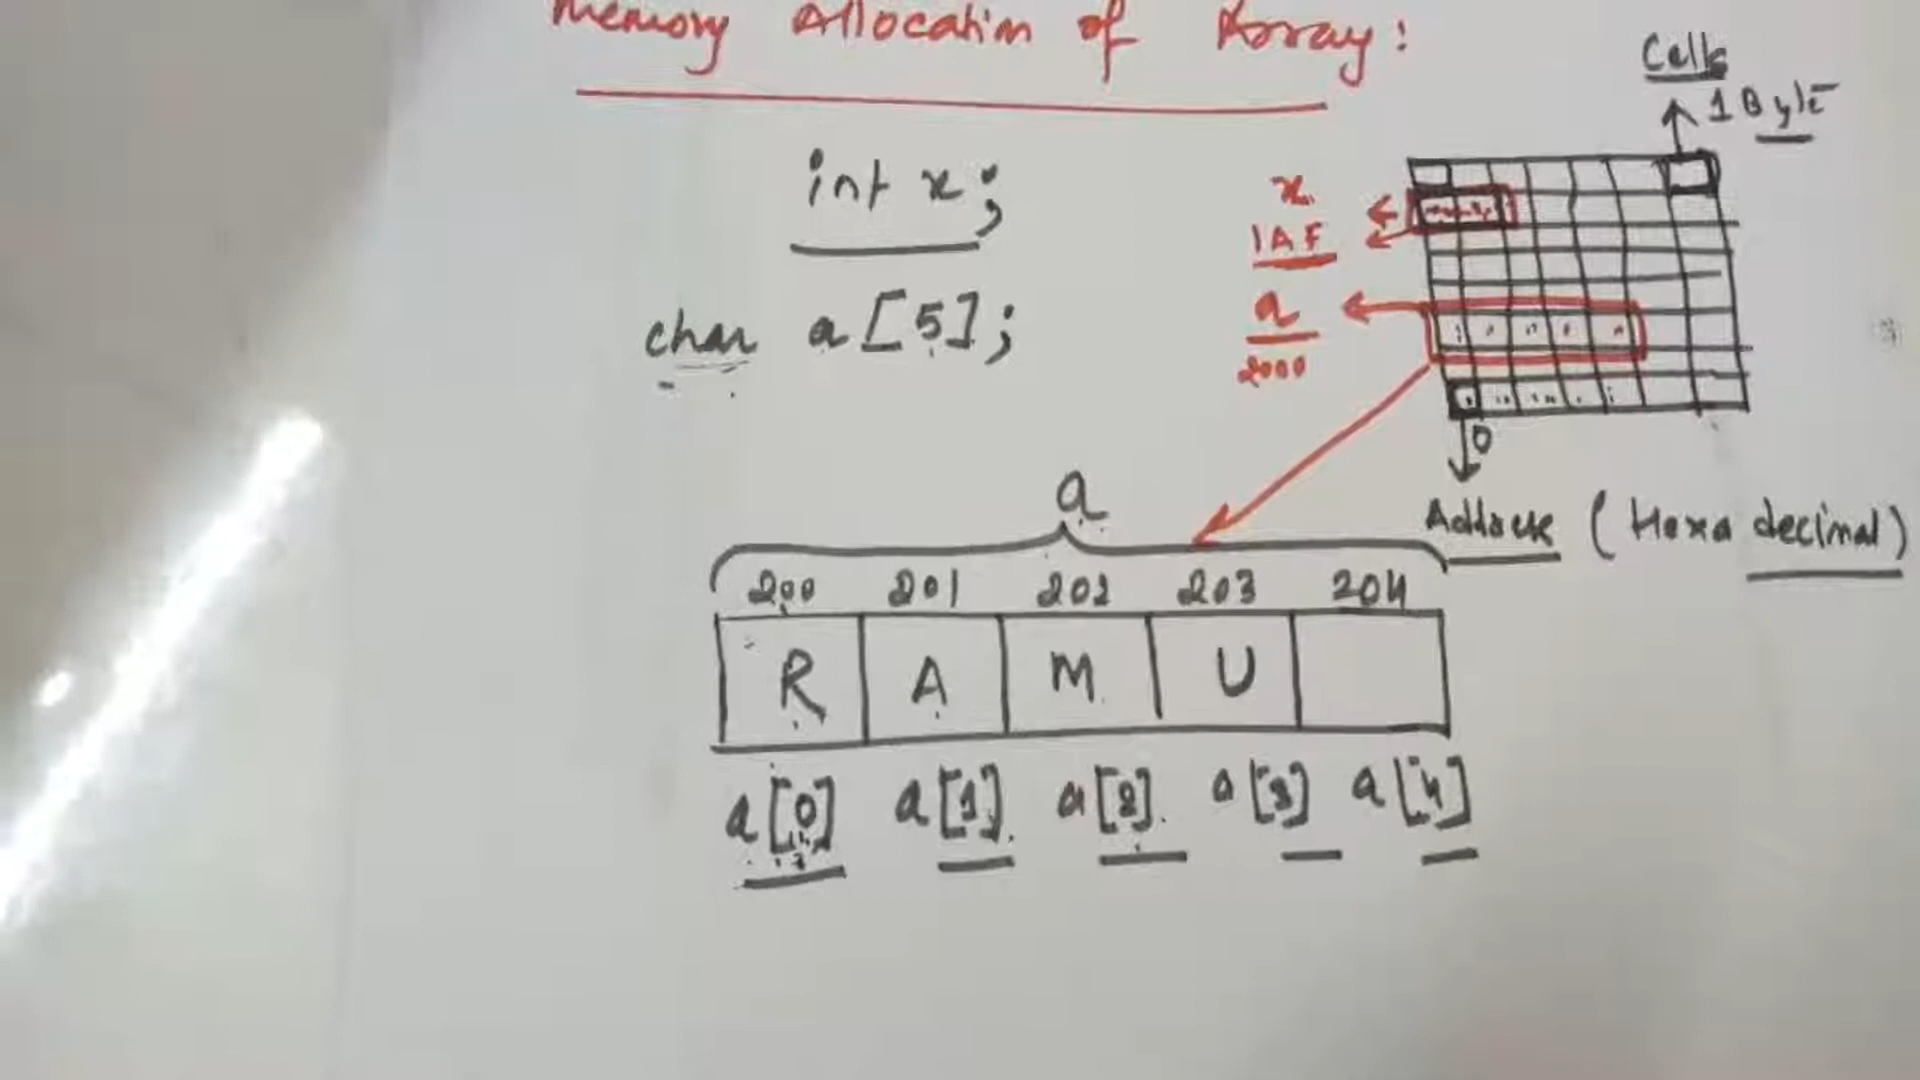 Memory Allocation of Array:
Cells
1 Byte
int x;
x
1AF
char a[5];
a
2000
0
Address (Hexa decimal)
a
200 201 202 203 204
R A M U
a[0] a[1] a[2] a[3] a[4]